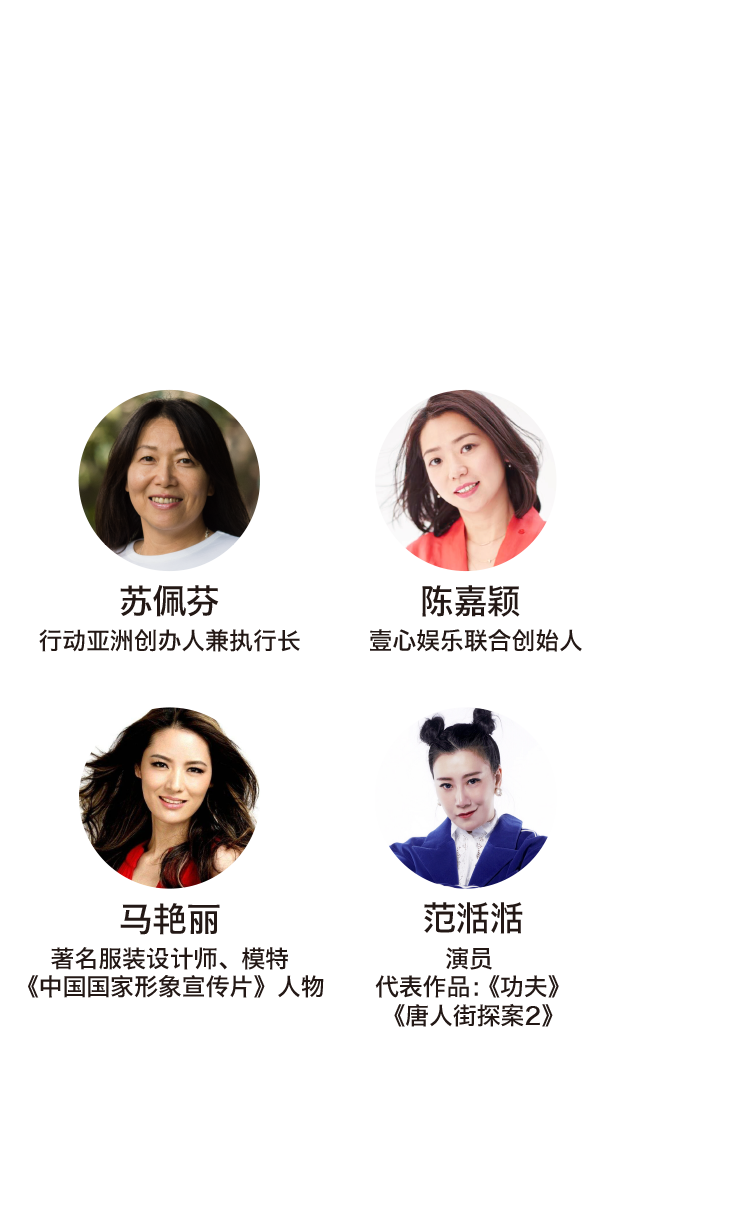 苏佩芬
行动亚洲创办人兼执行长
陈嘉颖
壹心娱乐联合创始人
马艳丽
著名服装设计师、模特
《中国国家形象宣传片》人物
范湉湉
演员
代表作品：《功夫》
《唐人街探案2》